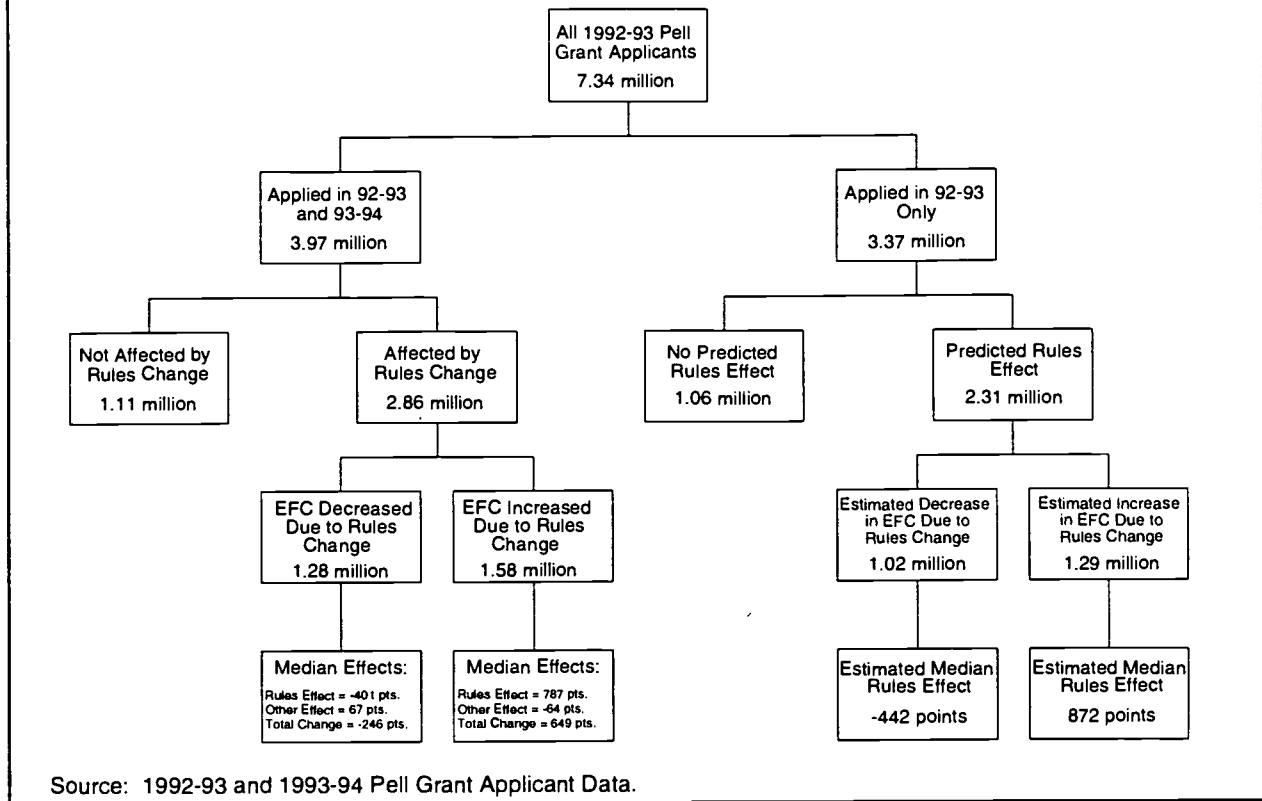 All 1992-93 Pell
Grant Applicants
7.34 million
Applied in 92-93
and 93-94
3.97 million
Applied in 92-93
Only
3.37 million
Not Affected by
Rules Change
1.11 million
Affected by
Rules Change
2.86 million
No Predicted
Rules Effect
1.06 million
Predicted Rules
Effect
2.31 million
EFC Decreased
Due to Rules
Change
1.28 million
EFC Increased
Due to Rules
Change
1.58 million
Estimated Decrease
in EFC Due to
Rules Change
1.02 million
Estimated Increase
in EFC Due to
Rules Change
1.29 million
Median Effects:
Rules Effect = -401 pts.
Other Effect = 67 pts.
Total Change = -246 pts.
Median Effects:
Rules Effect = 787 pts.
Other Effect = -64 pts.
Total Change = 649 pts.
Estimated Median
Rules Effect
-442 points
Estimated Median
Rules Effect
872 points
Source: 1992-93 and 1993-94 Pell Grant Applicant Data.